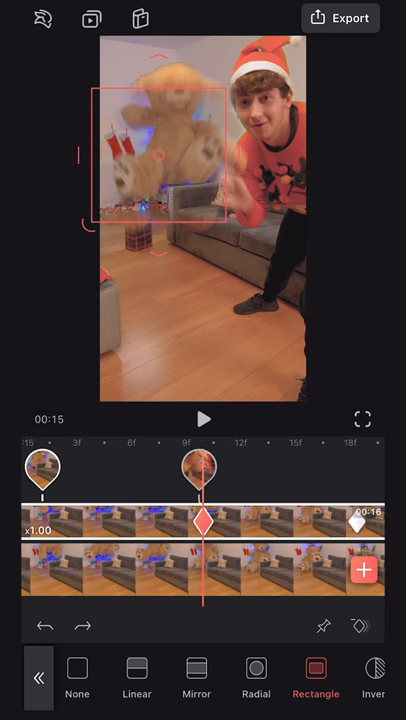 Export
00:15
:15 3f 6f 9f 12f 15f 18f
00:16
x1.00
None Linear Mirror Radial Rectangle Inver